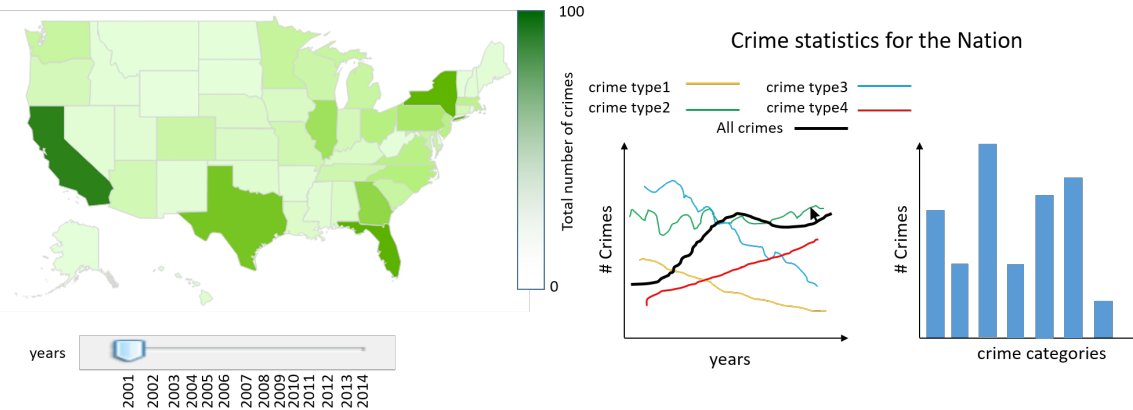 100
Total number of crimes
0
years
2001
2002
2003
2004
2005
2006
2007
2008
2009
2010
2011
2012
2013
2014
Crime statistics for the Nation
crime type1
crime type3
crime type2
crime type4
All crimes
# Crimes
years
# Crimes
crime categories